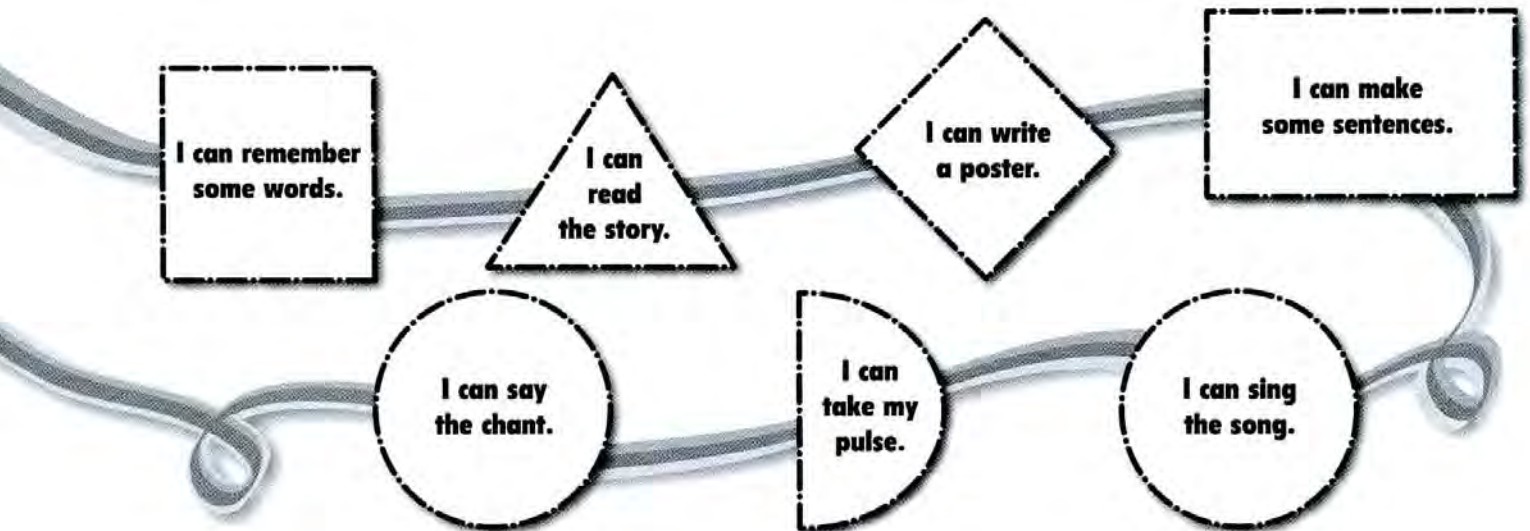 I can remember
some words.
I can
read
the story.
I can write
a poster.
I can make
some sentences.
I can say
the chant.
I can
take my
pulse.
I can sing
the song.